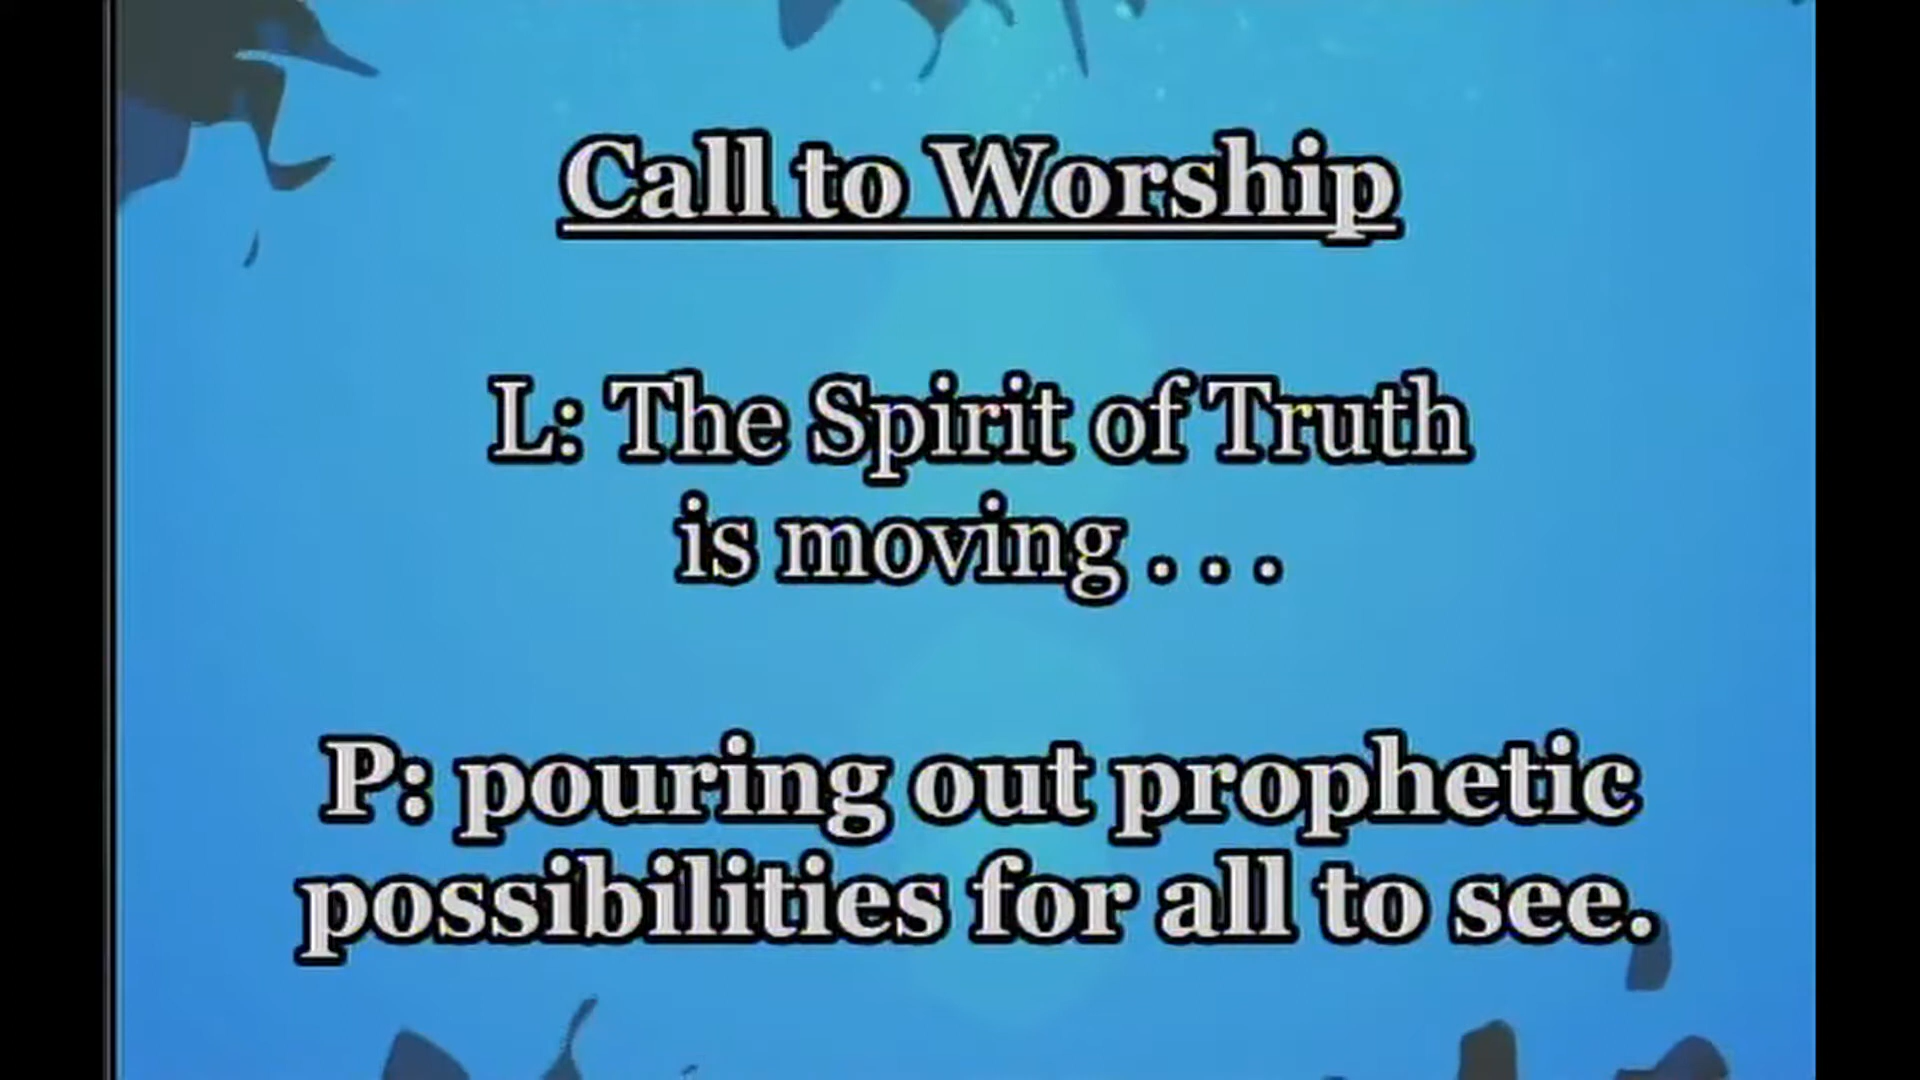 Call to Worship
L: The Spirit of Truth
is moving . . .
P: pouring out prophetic
possibilities for all to see.